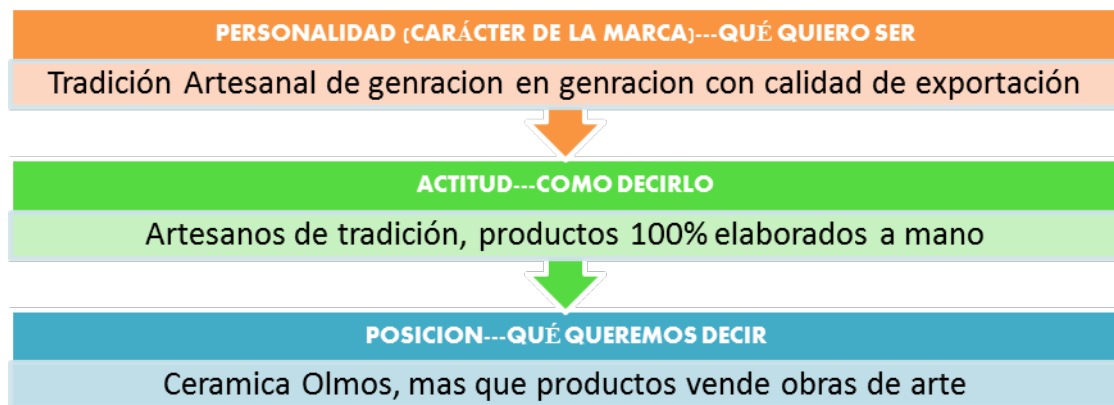 PERSONALIDAD (CARÁCTER DE LA MARCA)---QUÉ QUIERO SER
Tradición Artesanal de genracion en genracion con calidad de exportación
ACTITUD---COMO DECIRLO
Artesanos de tradición, productos 100% elaborados a mano
POSICION---QUÉ QUEREMOS DECIR
Ceramica Olmos, mas que productos vende obras de arte